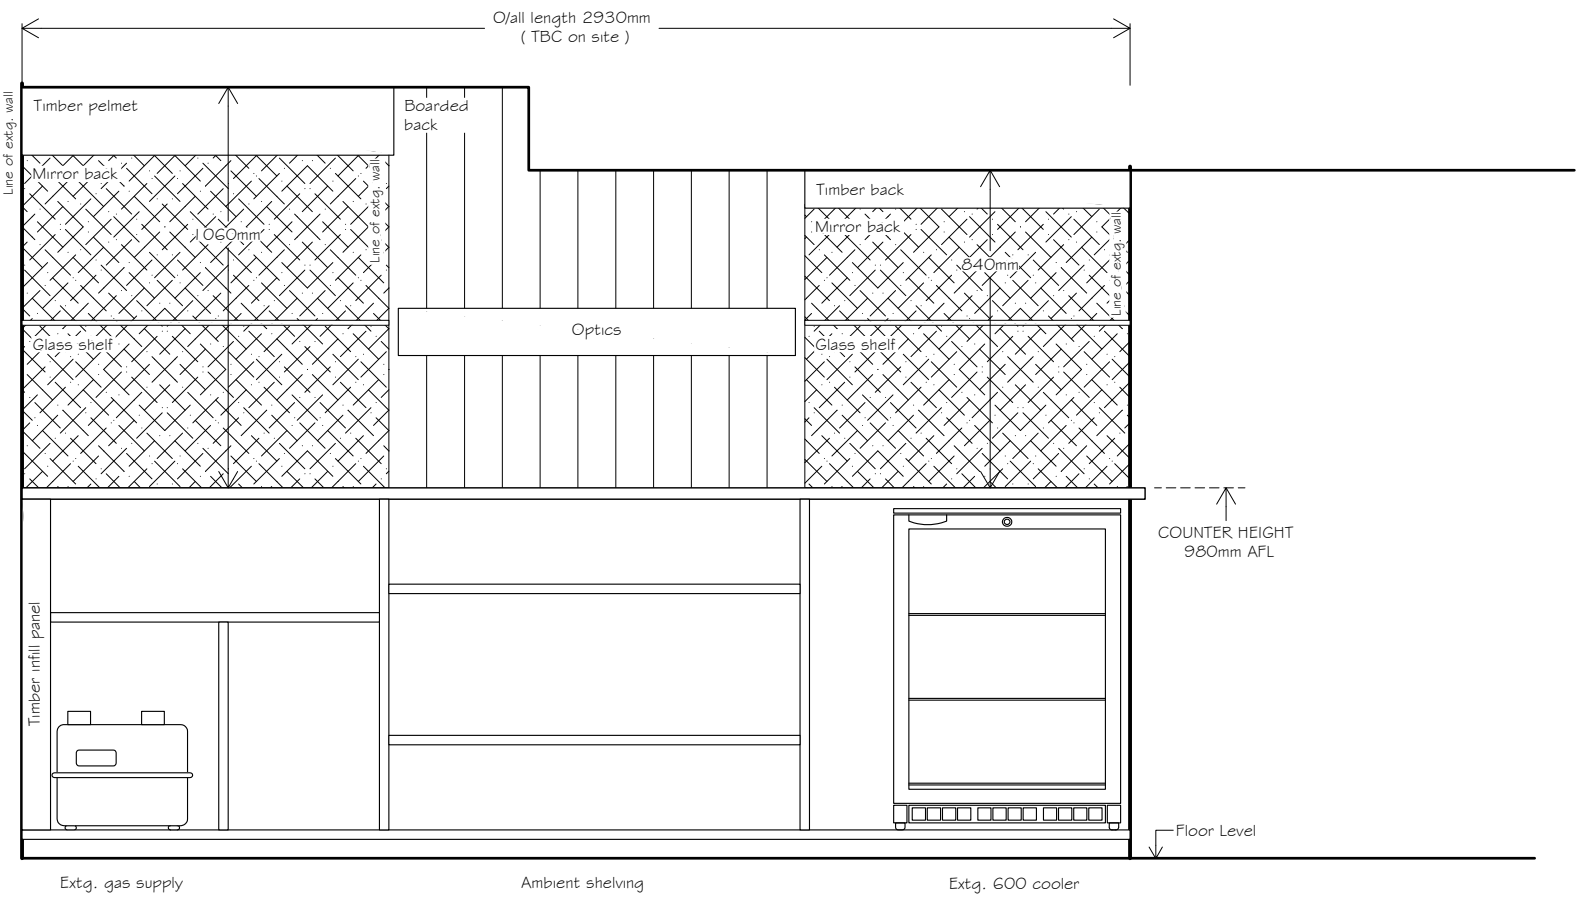 O/all length 2930mm
( TBC on site )
Line of extg. wall
Timber pelmet
Boarded
back
Mirror back
Line of extg. wall
1060mm
Timber back
Mirror back
Line of extg. wall
840mm
Optics
Glass shelf
Glass shelf
COUNTER HEIGHT
980mm AFL
Timber infill panel
Floor Level
Extg. gas supply
Ambient shelving
Extg. 600 cooler